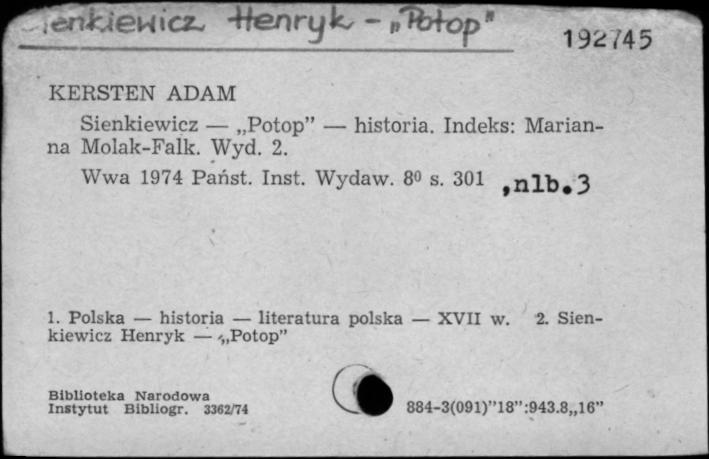 Sienkiewicz Henryk - „Potop"
192745
KERSTEN ADAM
Sienkiewicz — „Potop” — historia. Indeks: Marian-
na Molak-Falk. Wyd. 2.
Wwa 1974 Państ. Inst. Wydaw. 8⁰ s. 301 ,nlb.3
1. Polska — historia — literatura polska — XVII w. 2. Sien-
kiewicz Henryk — „Potop”
Biblioteka Narodowa
Instytut Bibliogr. 3362/74
884-3(091)”18”:943.8„16”